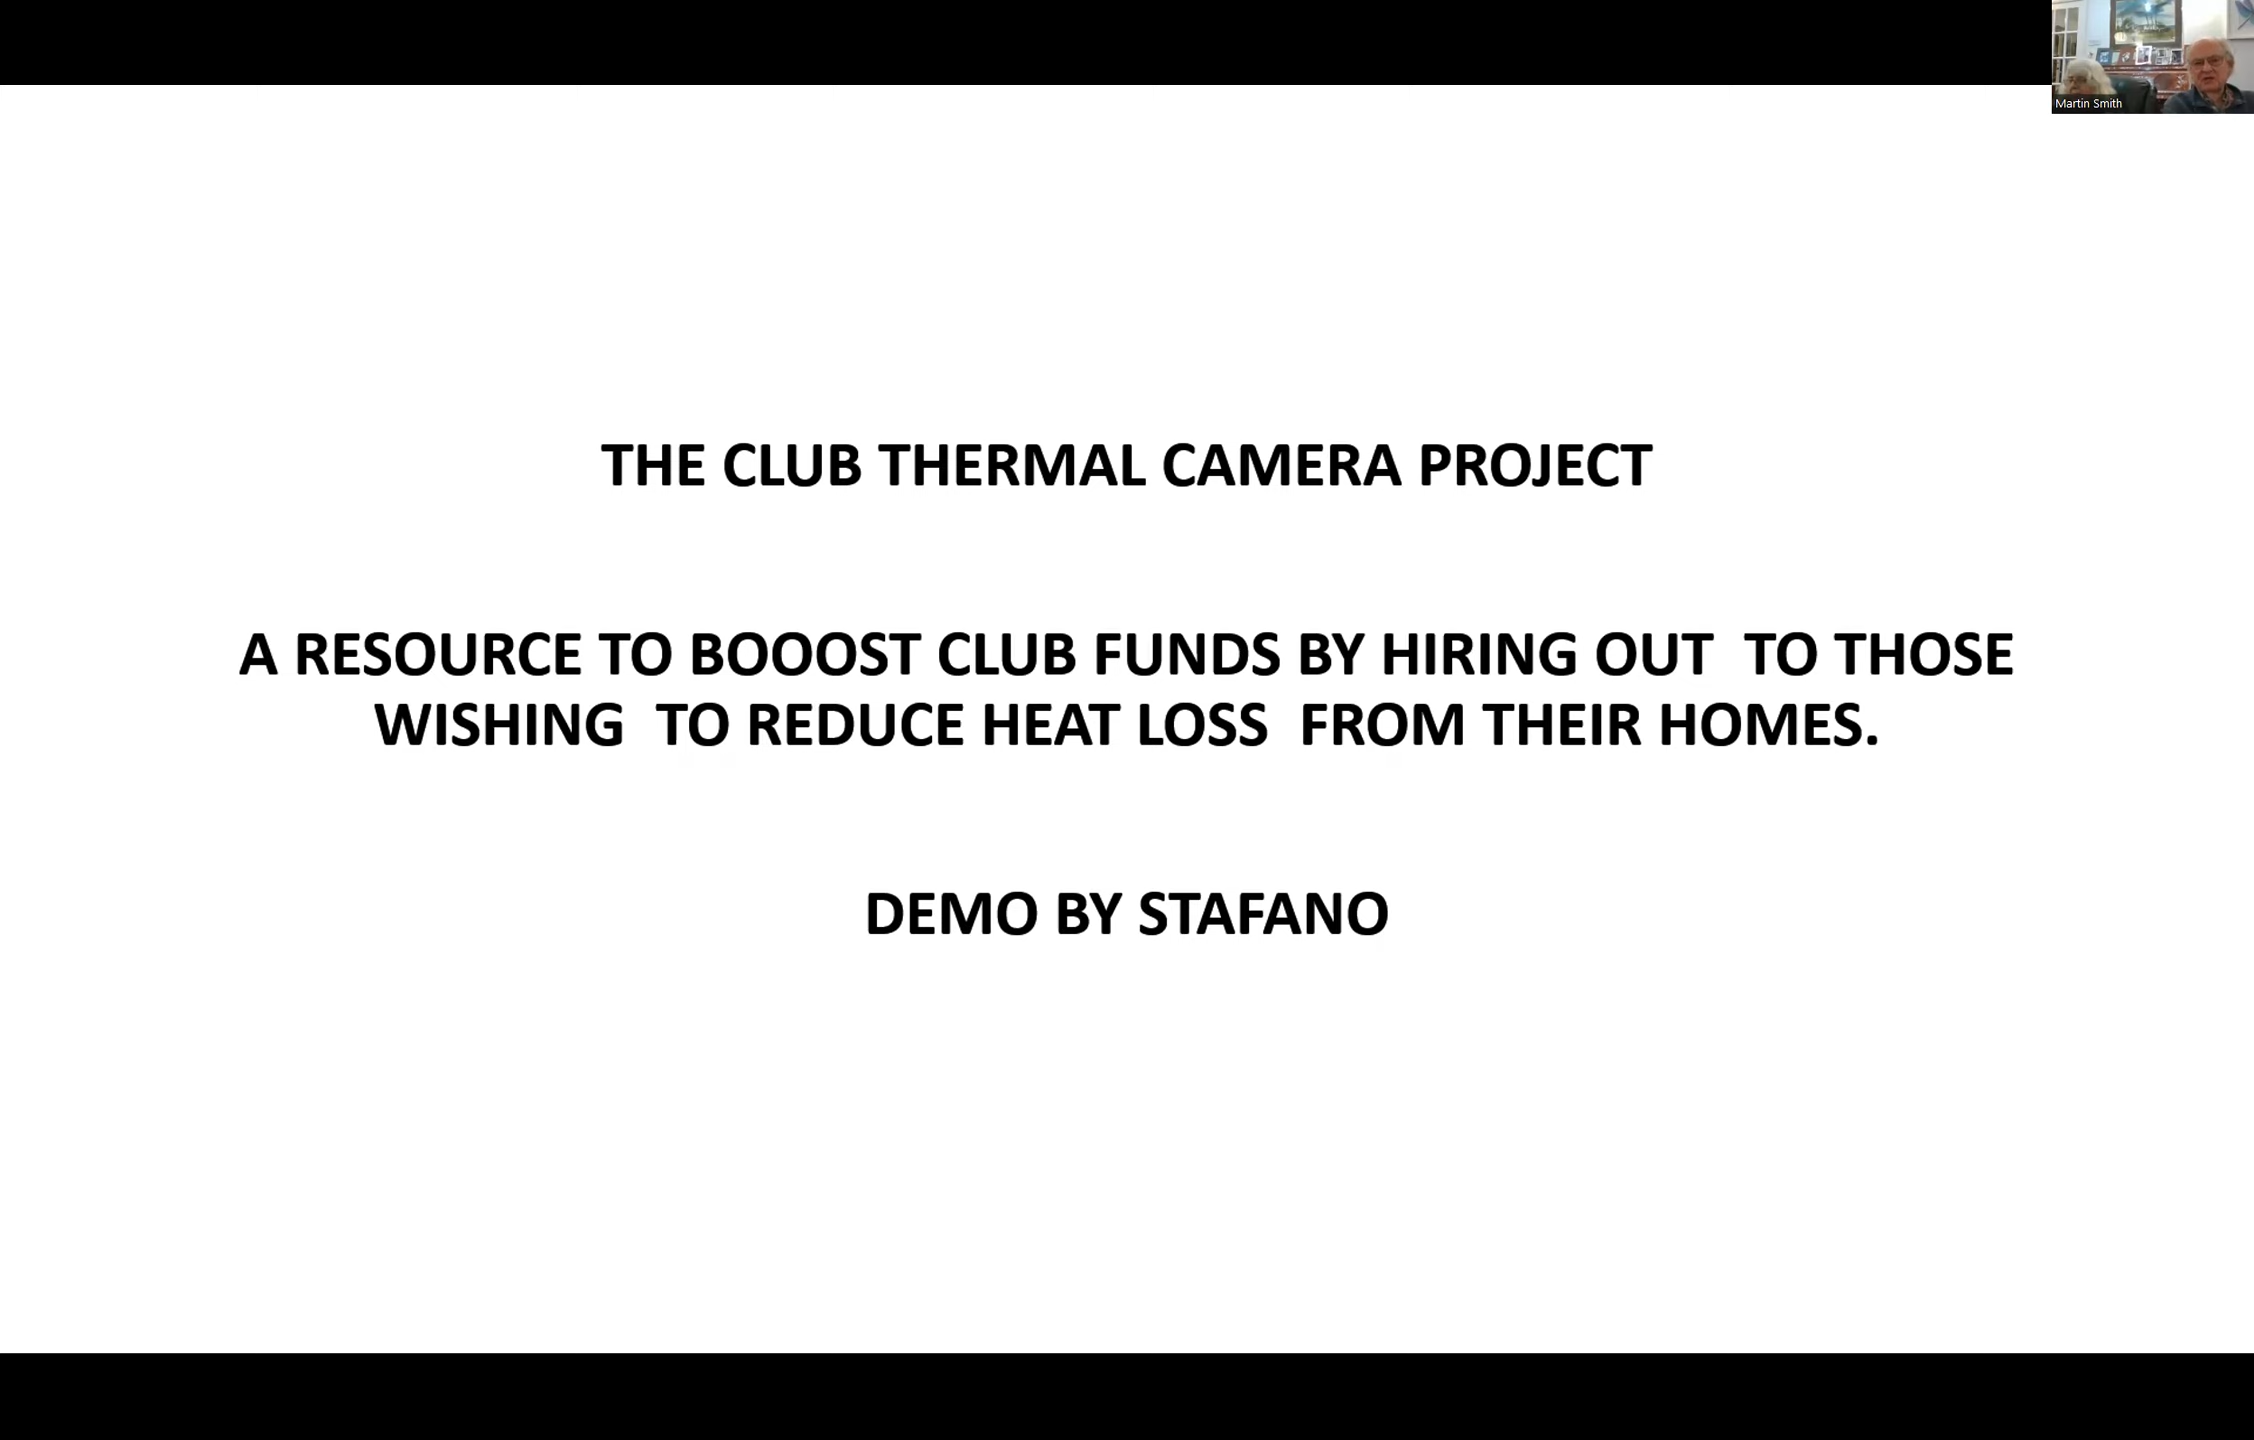 Martin Smith
THE CLUB THERMAL CAMERA PROJECT
A RESOURCE TO BOOOST CLUB FUNDS BY HIRING OUT  TO THOSE
WISHING  TO REDUCE HEAT LOSS  FROM THEIR HOMES.
DEMO BY STAFANO